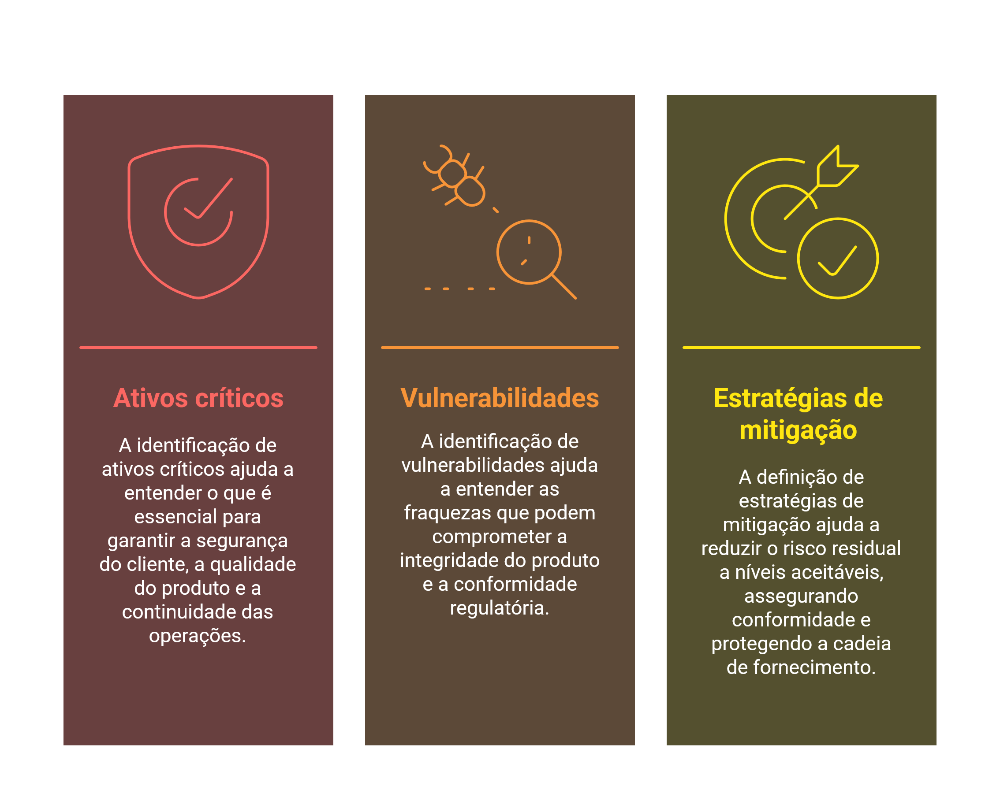 Ativos críticos
A identificação de
ativos críticos ajuda a
entender o que é
essencial para
garantir a segurança
do cliente, a qualidade
do produto e a
continuidade das
operações.
Vulnerabilidades
A identificação de
vulnerabilidades ajuda
a entender as
fraquezas que podem
comprometer a
integridade do produto
e a conformidade
regulatória.
Estratégias de
mitigação
A definição de
estratégias de
mitigação ajuda a
reduzir o risco residual
a níveis aceitáveis,
assegurando
conformidade e
protegendo a cadeia
de fornecimento.